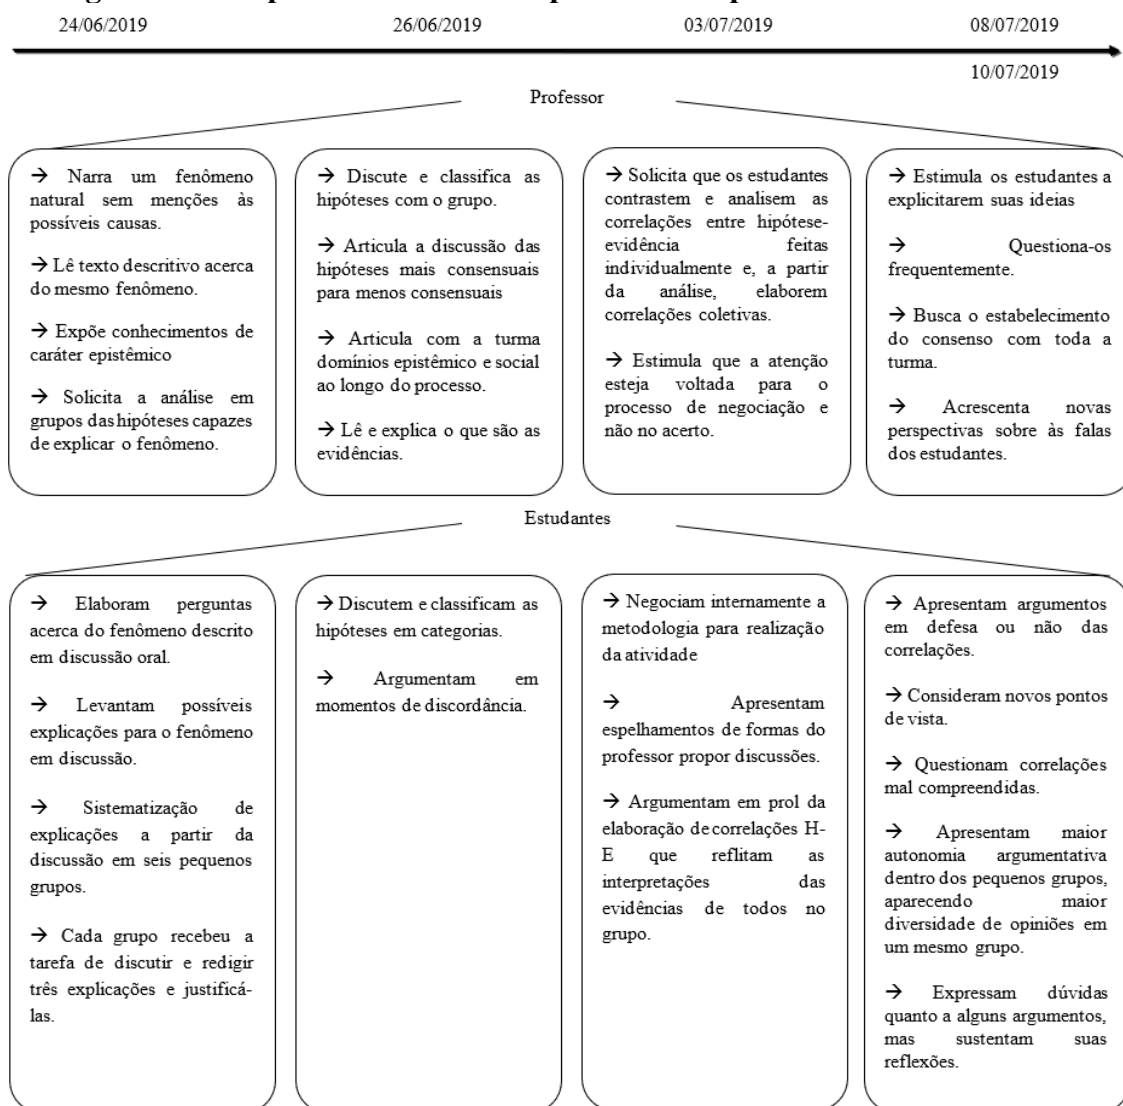 24/06/2019
26/06/2019
03/07/2019
08/07/2019
10/07/2019
Professor
→ Narra um fenômeno
natural sem menções às
possíveis causas.
→ Lê texto descritivo acerca
do mesmo fenômeno.
→ Expõe conhecimentos de
caráter epistêmico
→ Solicita a análise em
grupos das hipóteses capazes
de explicar o fenômeno.
→ Discute e classifica as
hipóteses com o grupo.
→ Articula a discussão das
hipóteses mais consensuais
para menos consensuais
→ Articula com a turma
domínios epistêmico e social
ao longo do processo.
→ Lê e explica o que são as
evidências.
→ Solicita que os estudantes
contrastem e analisem as
correlações entre hipótese-
evidência feitas
individualmente e, a partir
da análise, elaborem
correlações coletivas.
→ Estimula que a atenção
esteja voltada para o
processo de negociação e
não no acerto.
→ Estimula os estudantes a
explicitarem suas ideias
→ Questiona-os
frequentemente.
→ Busca o estabelecimento
do consenso com toda a
turma.
→ Acrescenta novas
perspectivas sobre às falas
dos estudantes.
Estudantes
→ Elaboram perguntas
acerca do fenômeno descrito
em discussão oral.
→ Levantam possíveis
explicações para o fenômeno
em discussão.
→ Sistematização de
explicações a partir da
discussão em seis pequenos
grupos.
→ Cada grupo recebeu a
tarefa de discutir e redigir
três explicações e justificá-
las.
→ Discutem e classificam as
hipóteses em categorias.
→ Argumentam em
momentos de discordância.
→ Negociam internamente a
metodologia para realização
da atividade
→ Apresentam
espelhamentos de formas do
professor propor discussões.
→ Argumentam em prol da
elaboração de correlações H-
E que reflitam as
interpretações das
evidências de todos no
grupo.
→ Apresentam argumentos
em defesa ou não das
correlações.
→ Consideram novos pontos
de vista.
→ Questionam correlações
mal compreendidas.
→ Apresentam maior
autonomia argumentativa
dentro dos pequenos grupos,
aparecendo maior
diversidade de opiniões em
um mesmo grupo.
→ Expressam dúvidas
quanto a alguns argumentos,
mas sustentam suas
reflexões.